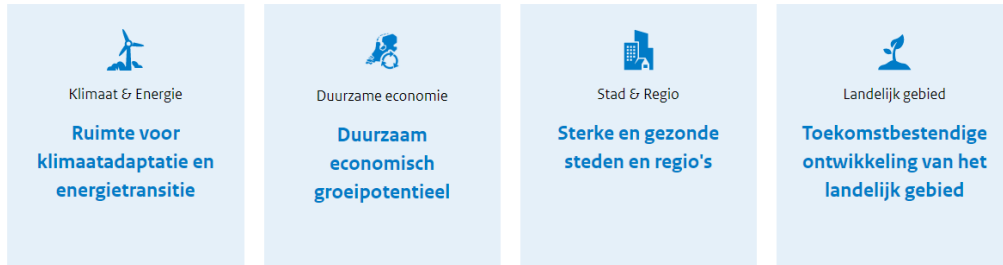 Klimaat & Energie
Ruimte voor
klimaatadaptatie en
energietransitie
Duurzame economie
Duurzaam
economisch
groeipotentieel
Stad & Regio
Sterke en gezonde
steden en regio's
Landelijk gebied
Toekomstbestendige
ontwikkeling van het
landelijk gebied